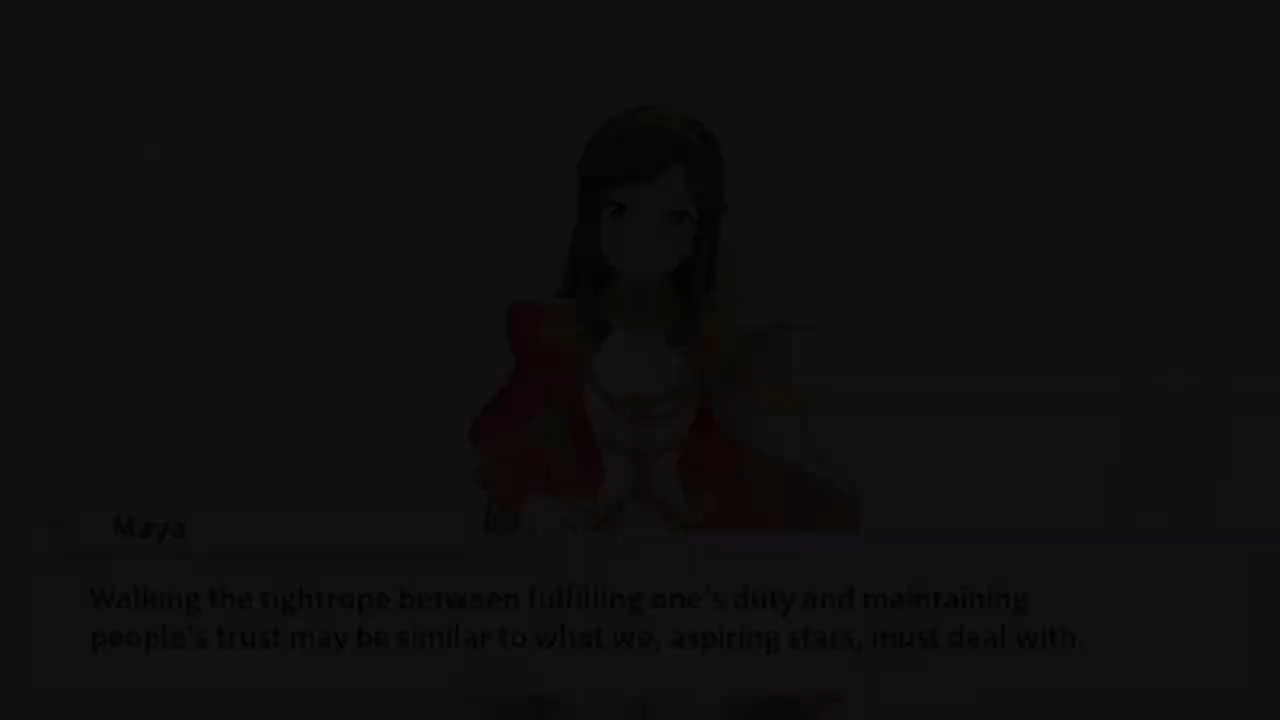 Maya
Walking the tightrope between fulfilling one's duty and maintaining
people's trust may be similar to what we, aspiring stars, must deal with.